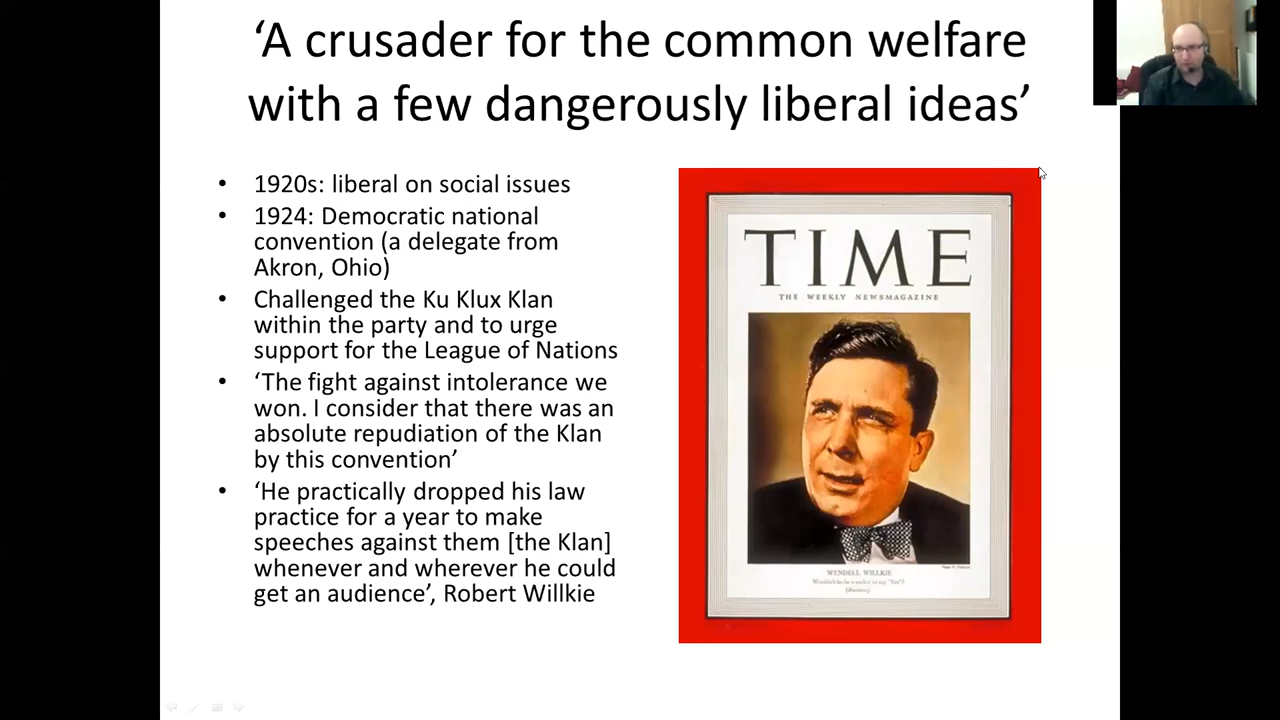 ‘A crusader for the common welfare
with a few dangerously liberal ideas’
• 1920s: liberal on social issues
• 1924: Democratic national
convention (a delegate from
Akron, Ohio)
• Challenged the Ku Klux Klan
within the party and to urge
support for the League of Nations
• ‘The fight against intolerance we
won. I consider that there was an
absolute repudiation of the Klan
by this convention’
• ‘He practically dropped his law
practice for a year to make
speeches against them [the Klan]
whenever and wherever he could
get an audience’, Robert Willkie
TIME
THE WEEKLY NEWSMAGAZINE
WENDELL WILLKIE